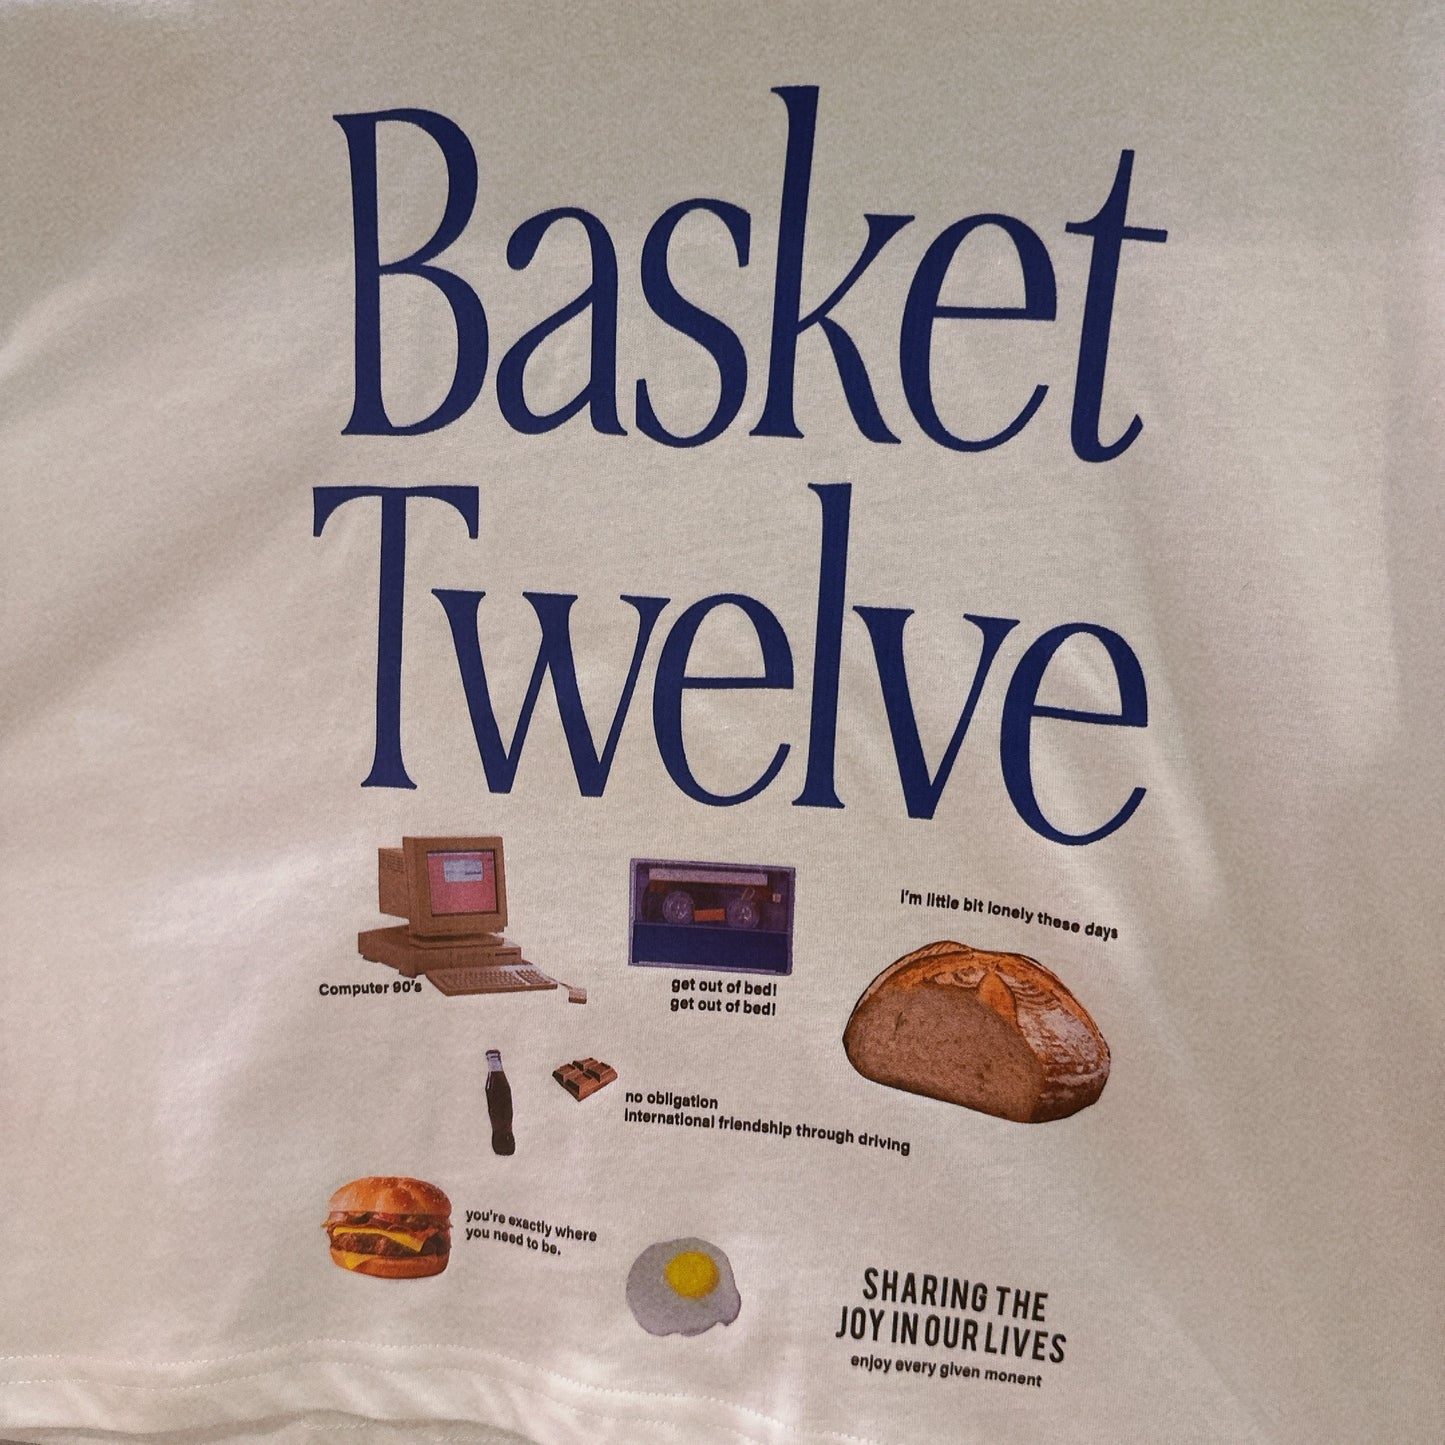 Basket
Twelve
I'm little bit lonely these days
Computer 90's
get out of bed!
get out of bed!
no obligation
international friendship through driving
you're exactly where
you need to be.
SHARING THE
JOY IN OUR LIVES
enjoy every given monent